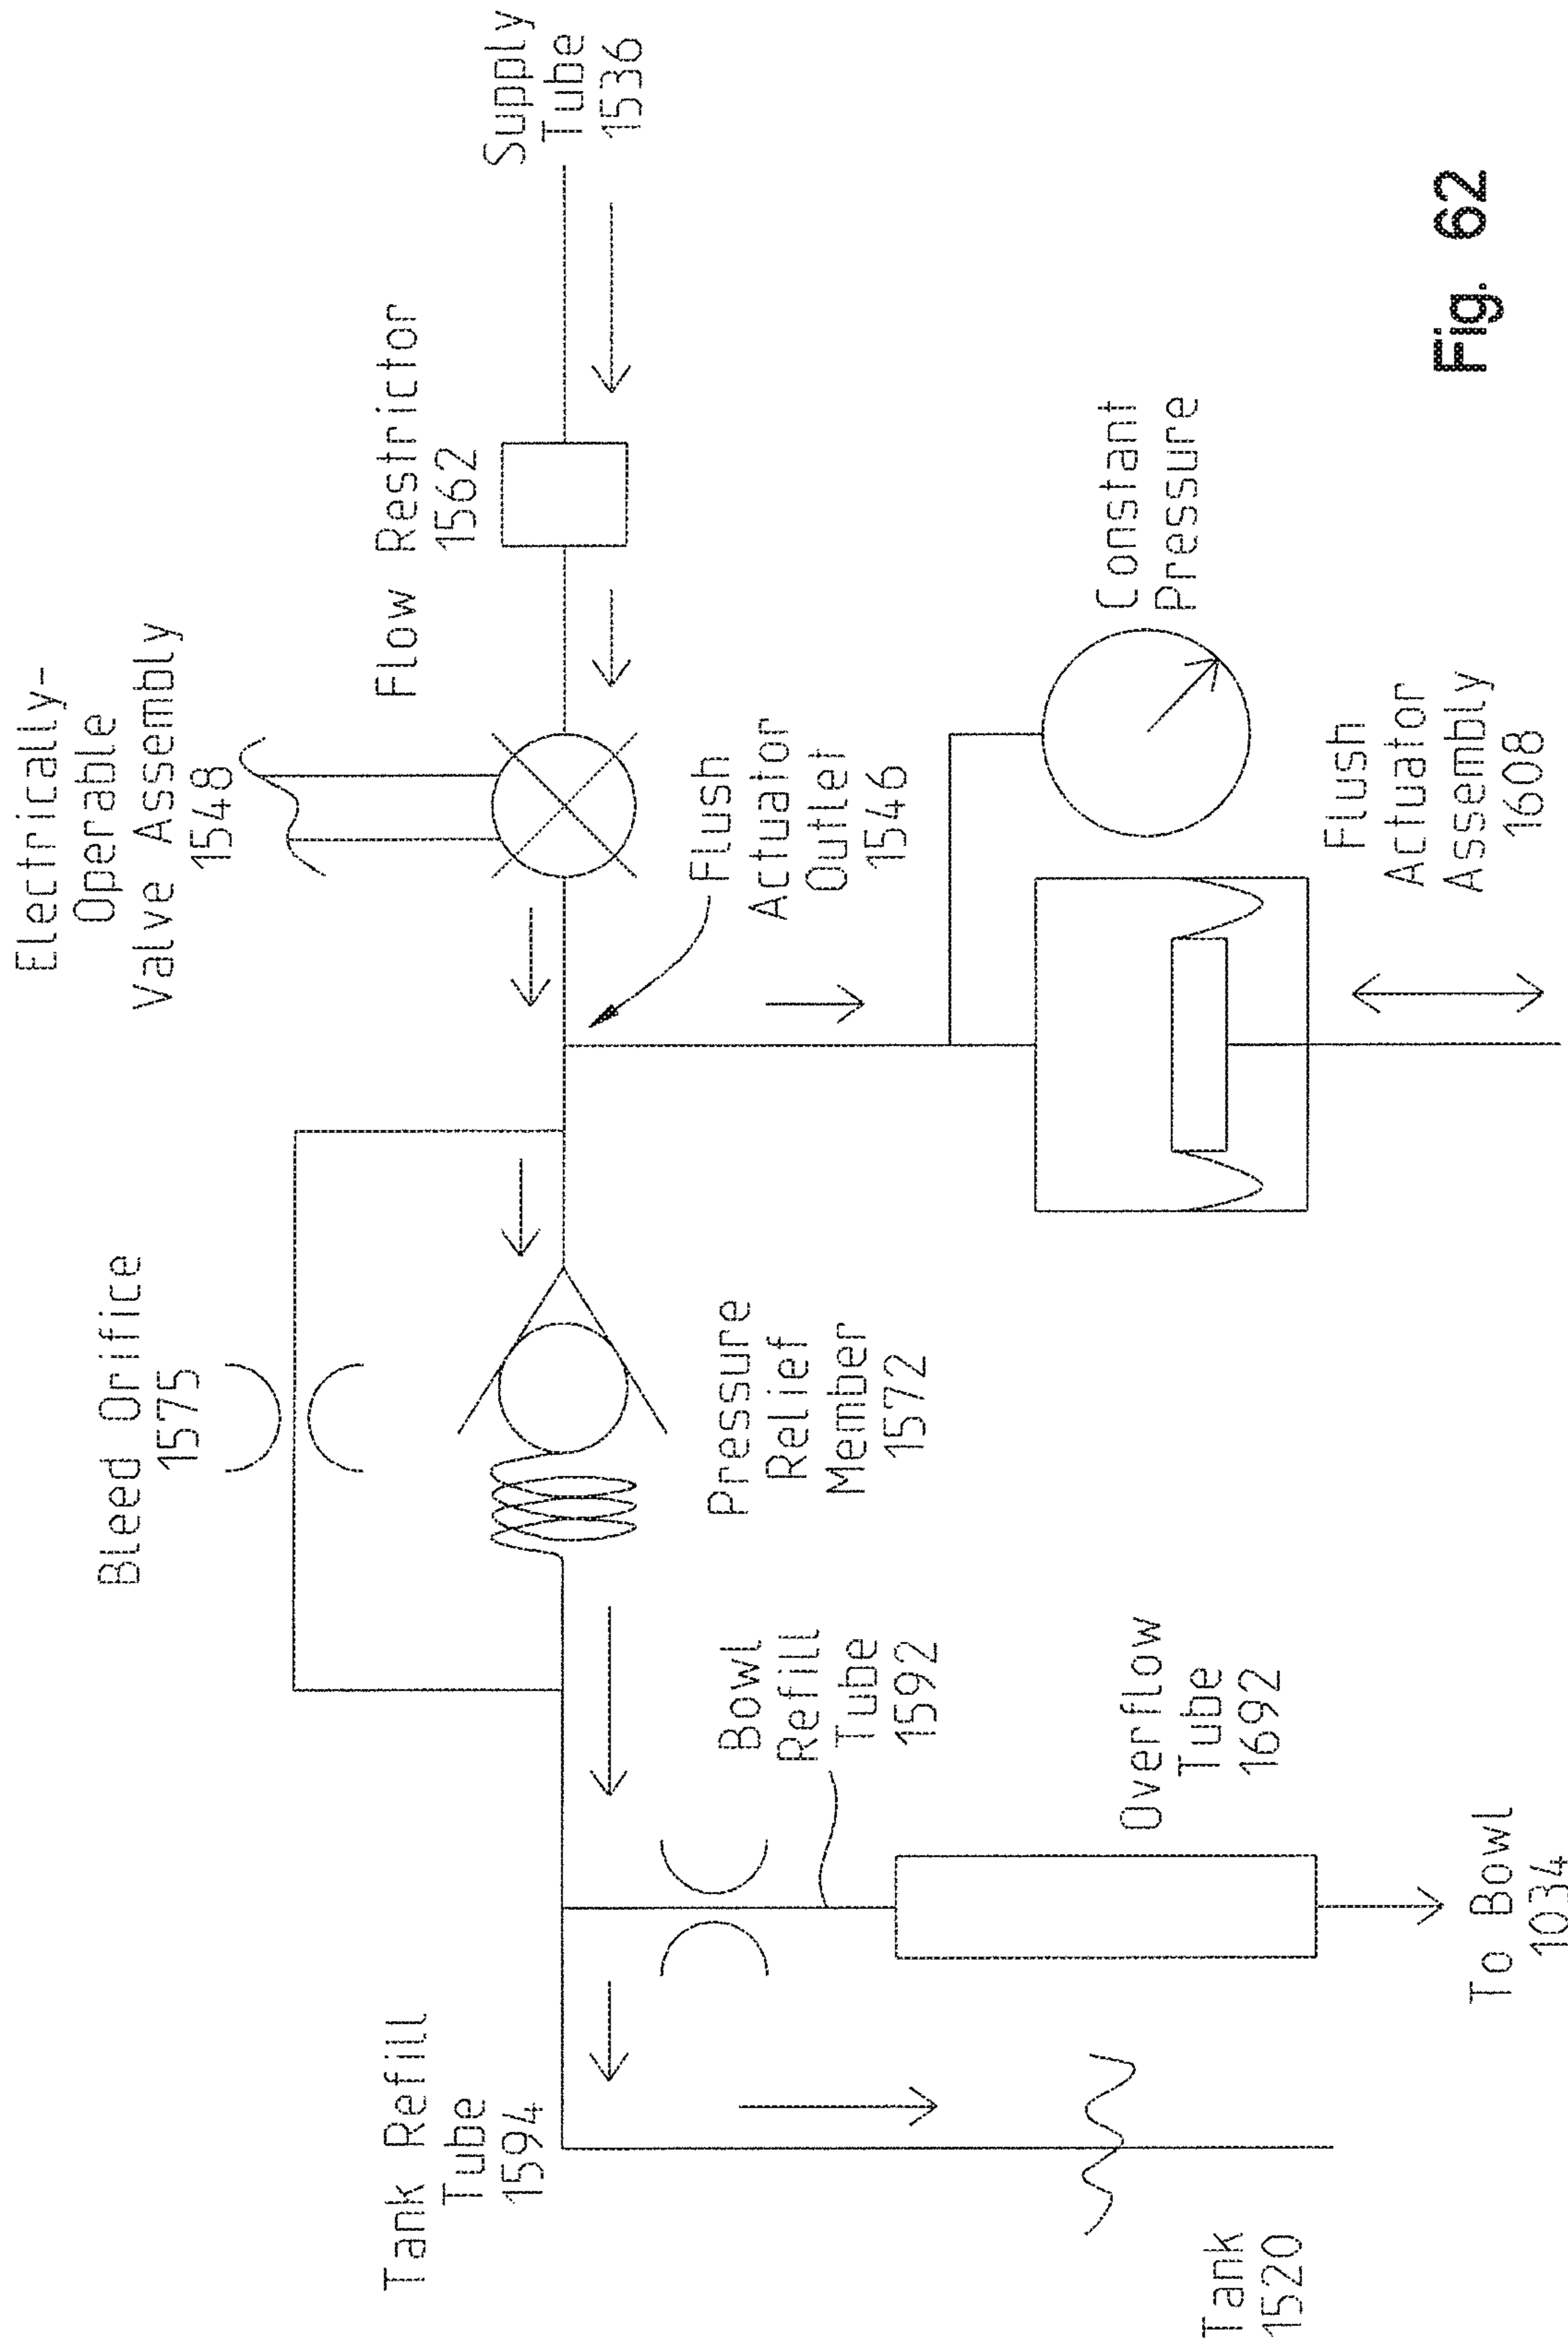 Electrically-
Operable
Valve Assembly
1548
Bleed Orifice
1575
Flow Restrictor
1562
Tank Refill
Tube
1594
Supply
Tube
1536
Flush
Actuator
Outlet
1546
Pressure
Relief
Member
1572
Bowl
Refill
Tube
1592
Constant
Pressure
Overflow
Tube
1692
Tank
1520
Flush
Actuator
Assembly
1608
To Bowl
1034
Fig. 62